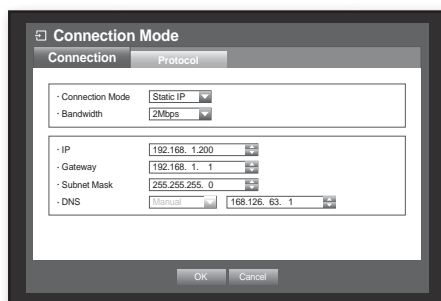 Connection Mode
Connection Protocol
· Connection Mode Static IP
· Bandwidth 2Mbps
· IP 192.168. 1.200
· Gateway 192.168. 1. 1
· Subnet Mask 255.255.255. 0
· DNS Manual 168.126. 63. 1
OK Cancel